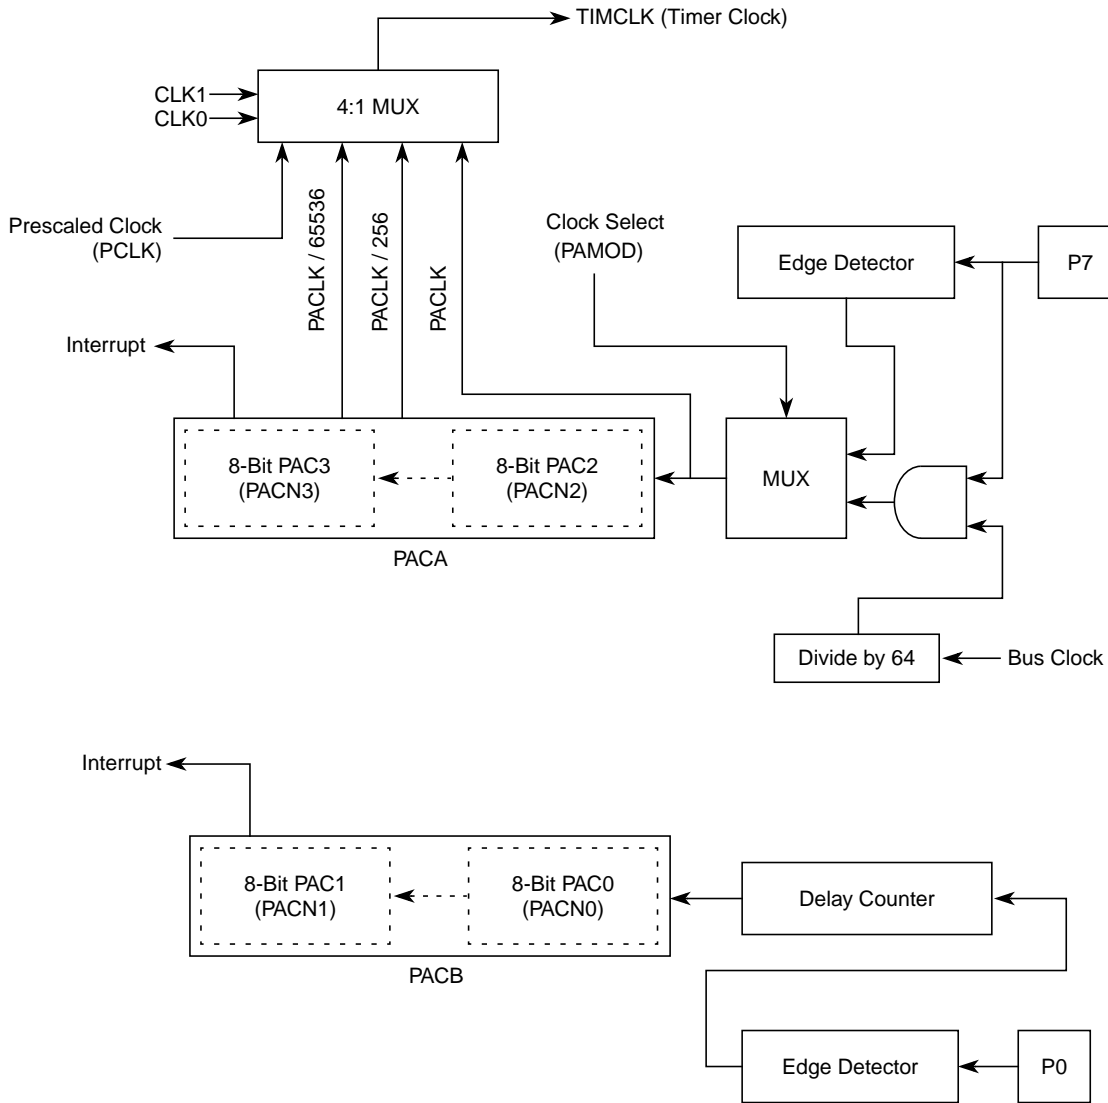 TIMCLK (Timer Clock)
CLK1
CLK0
4:1 MUX
Prescaled Clock
(PCLK)
PACLK / 65536
PACLK / 256
PACLK
Clock Select
(PAMOD)
Edge Detector
P7
Interrupt
8-Bit PAC3
(PACN3)
8-Bit PAC2
(PACN2)
MUX
PACA
Divide by 64
Bus Clock
Interrupt
8-Bit PAC1
(PACN1)
8-Bit PAC0
(PACN0)
Delay Counter
PACB
Edge Detector
P0